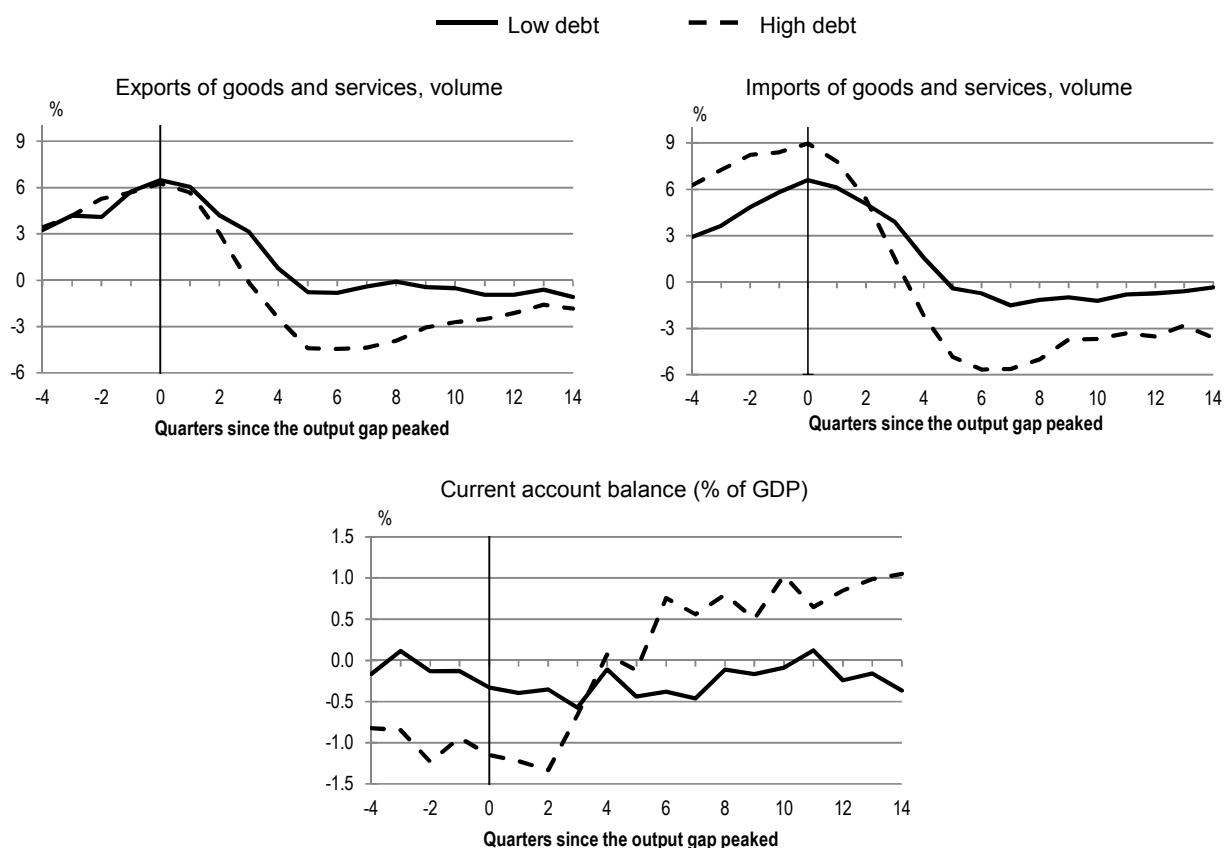 Low debt High debt
Exports of goods and services, volume
%
9
6
3
0
-3
-6
-4 -2 0 2 4 6 8 10 12 14
Quarters since the output gap peaked
Imports of goods and services, volume
%
9
6
3
0
-3
-6
-4 -2 0 2 4 6 8 10 12 14
Quarters since the output gap peaked
Current account balance (% of GDP)
%
1.5
1.0
0.5
0.0
-0.5
-1.0
-1.5
-4 -2 0 2 4 6 8 10 12 14
Quarters since the output gap peaked